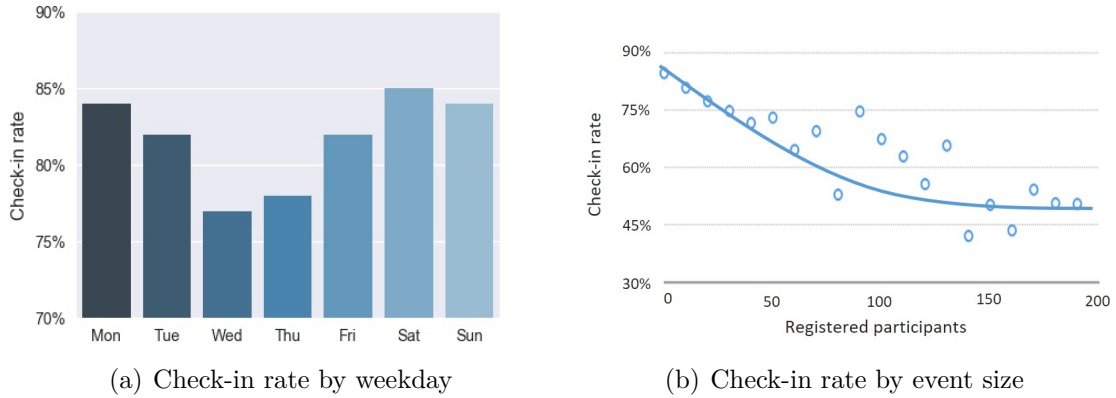 90%
85%
80%
75%
70%
Check-in rate
Mon Tue Wed Thu Fri Sat Sun
(a) Check-in rate by weekday
90%
75%
60%
45%
30%
Check-in rate
0 50 100 150 200
Registered participants
(b) Check-in rate by event size